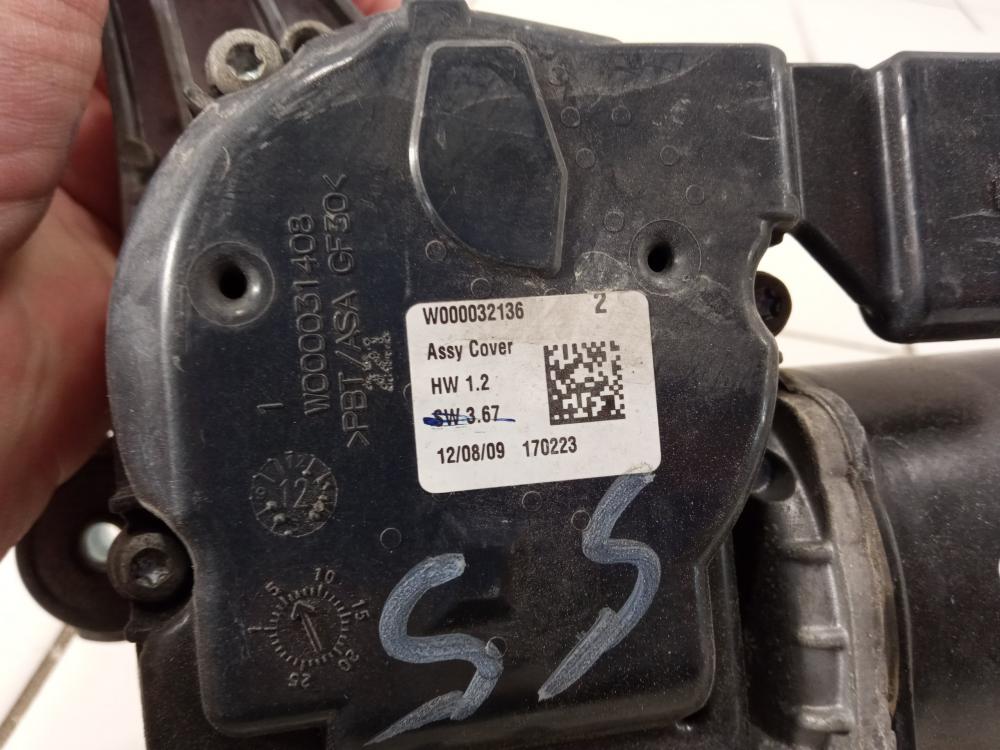 W000032136 2
Assy Cover
HW 1.2
SW 3.67
12/08/09 170223
W000031408
>PBT/ASA GF30<
1
12
5 10 15 20 25 1
SS